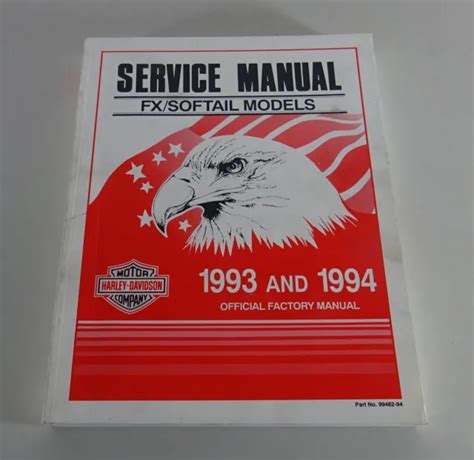 SERVICE MANUAL
FX/SOFTAIL MODELS
MOTOR
HARLEY-DAVIDSON
COMPANY
1993 AND 1994
OFFICIAL FACTORY MANUAL
Part No. 99482-94